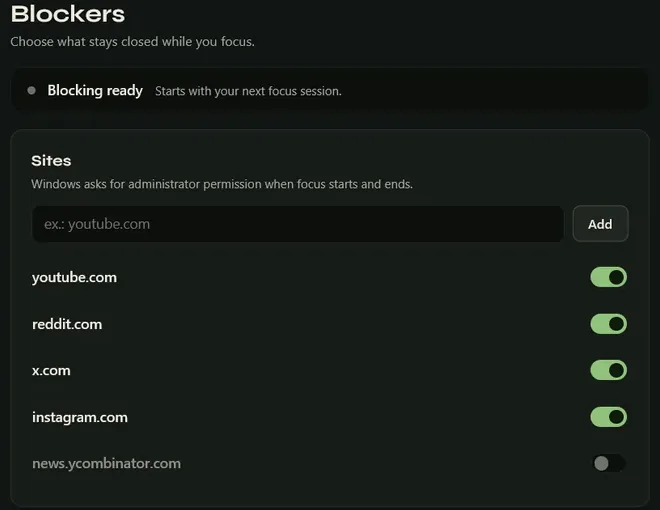 Blockers
Choose what stays closed while you focus.
Blocking ready Starts with your next focus session.
Sites
Windows asks for administrator permission when focus starts and ends.
ex.: youtube.com Add
youtube.com
reddit.com
x.com
instagram.com
news.ycombinator.com